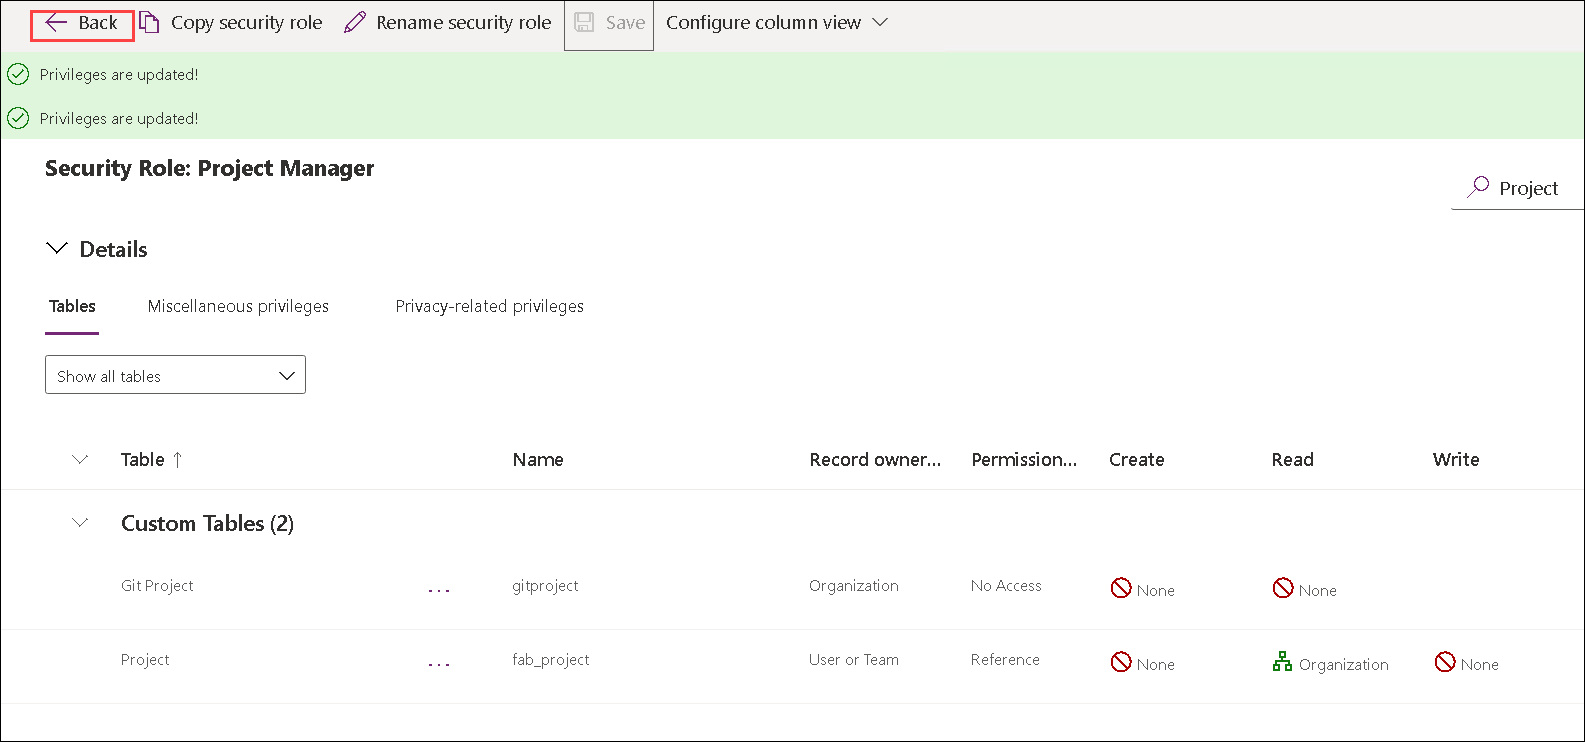 Back Copy security role Rename security role Save Configure column view
Privileges are updated!
Privileges are updated!
Security Role: Project Manager
Project
Details
Tables Miscellaneous privileges Privacy-related privileges
Show all tables
Table ↑ Name Record owner... Permission... Create Read Write
Custom Tables (2)
Git Project ... gitproject Organization No Access None None
Project ... fab_project User or Team Reference None Organization None